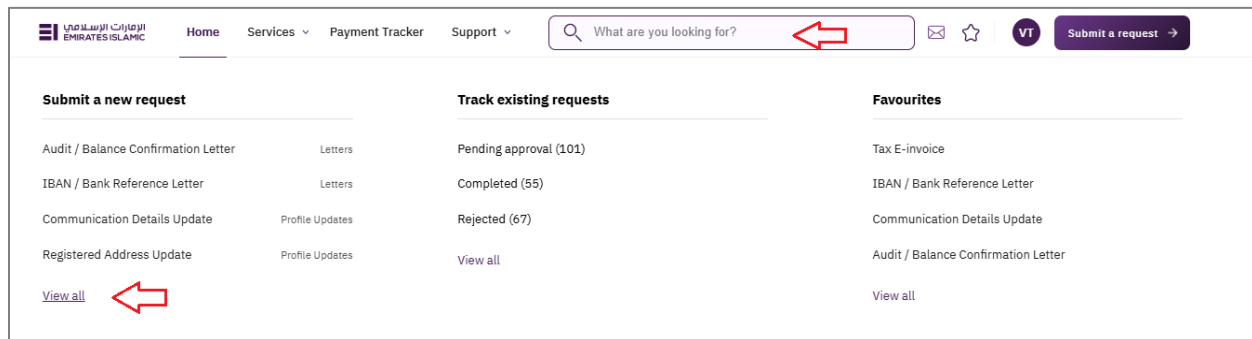 الإمارات الإسلامي
EMIRATES ISLAMIC
Home Services Payment Tracker Support What are you looking for? VT Submit a request
Submit a new request
Audit / Balance Confirmation Letter Letters
IBAN / Bank Reference Letter Letters
Communication Details Update Profile Updates
Registered Address Update Profile Updates
View all
Track existing requests
Pending approval (101)
Completed (55)
Rejected (67)
View all
Favourites
Tax E-invoice
IBAN / Bank Reference Letter
Communication Details Update
Audit / Balance Confirmation Letter
View all